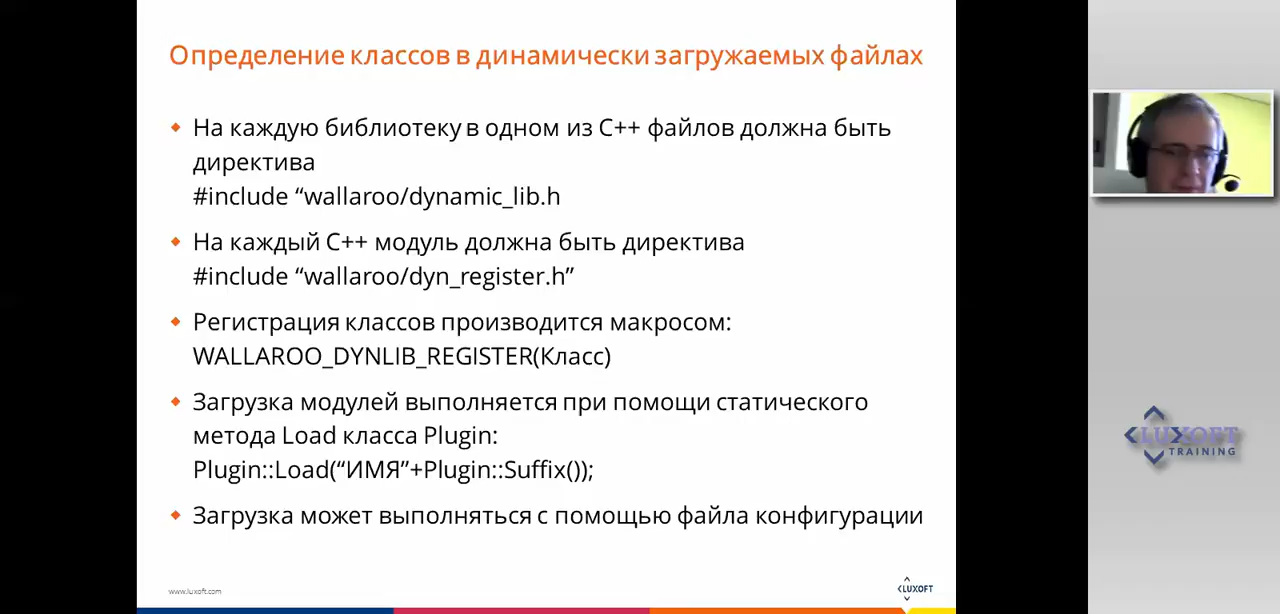 Определение классов в динамически загружаемых файлах
На каждую библиотеку в одном из C++ файлов должна быть
директива
#include “wallaroo/dynamic_lib.h
На каждый C++ модуль должна быть директива
#include “wallaroo/dyn_register.h”
Регистрация классов производится макросом:
WALLAROO_DYNLIB_REGISTER(Класс)
Загрузка модулей выполняется при помощи статического
метода Load класса Plugin:
Plugin::Load(“ИМЯ”+Plugin::Suffix());
Загрузка может выполняться с помощью файла конфигурации
www.luxoft.com
LUXOFT
LUXOFT
TRAINING